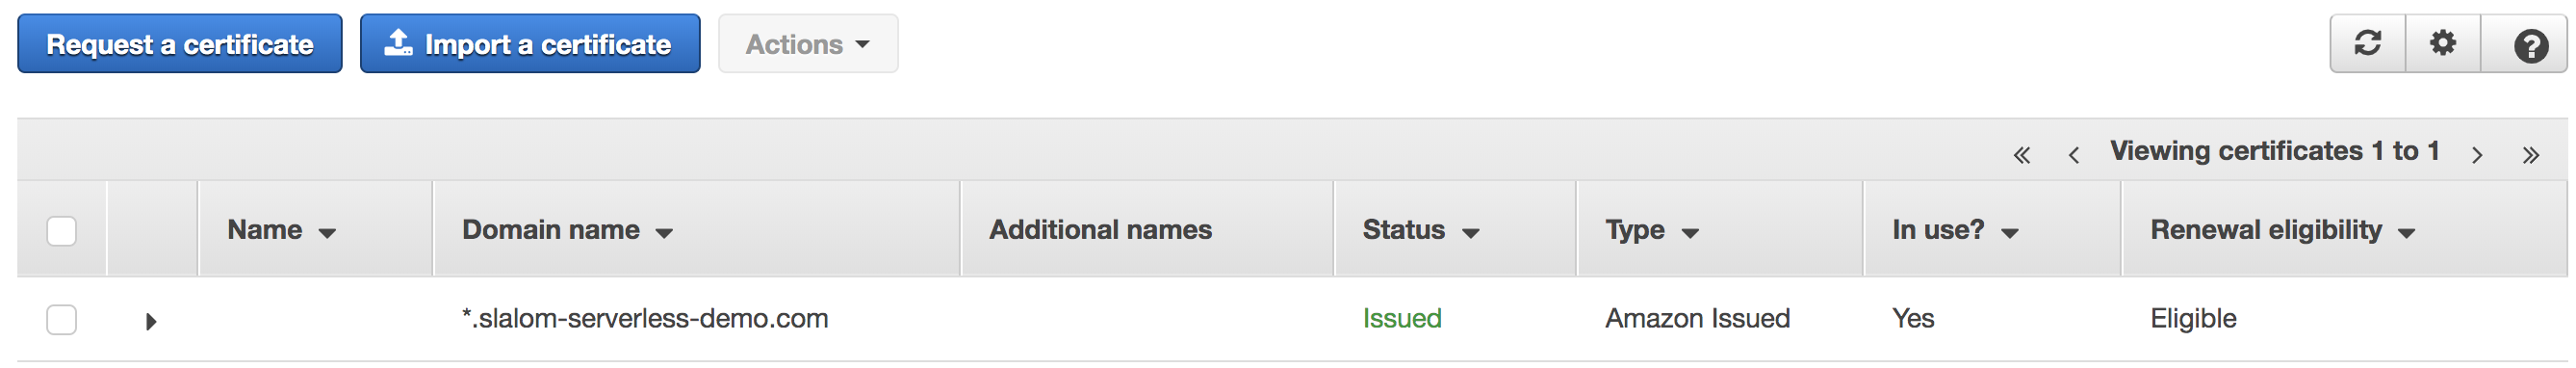 Request a certificate Import a certificate Actions
« ‹ Viewing certificates 1 to 1 › »
Name Domain name Additional names Status Type In use? Renewal eligibility
*.slalom-serverless-demo.com Issued Amazon Issued Yes Eligible